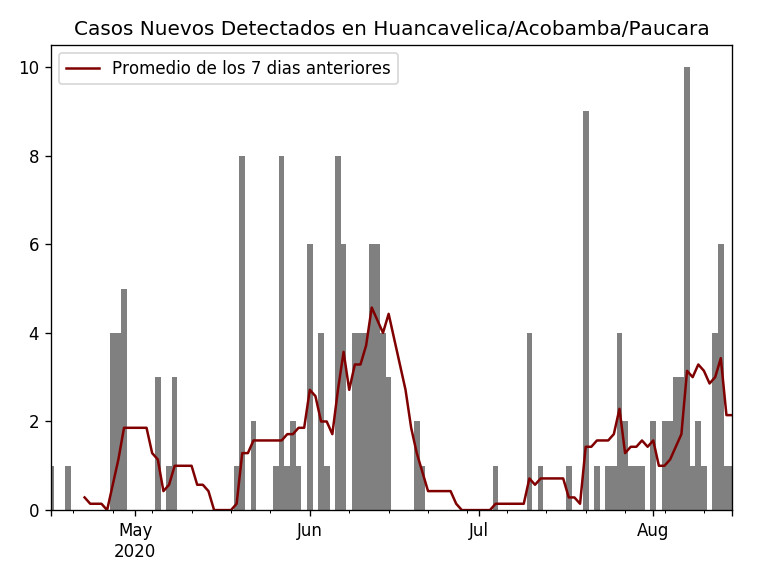 Casos Nuevos Detectados en Huancavelica/Acobamba/Paucara
Promedio de los 7 dias anteriores
10
8
6
4
2
0
May Jun Jul Aug
2020